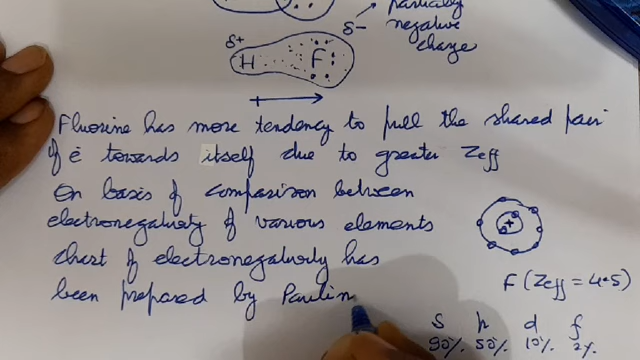 partially
negative
charge
δ-
δ+
H F
Fluorine has more tendency to pull the shared pair
of ē towards itself due to greater Zeff
On basis of comparison between
electronegativity of various elements
chart of electronegativity has
been prepared by Paulin
F (Zeff = 4.5)
s p d f
90% 50% 10% 2%